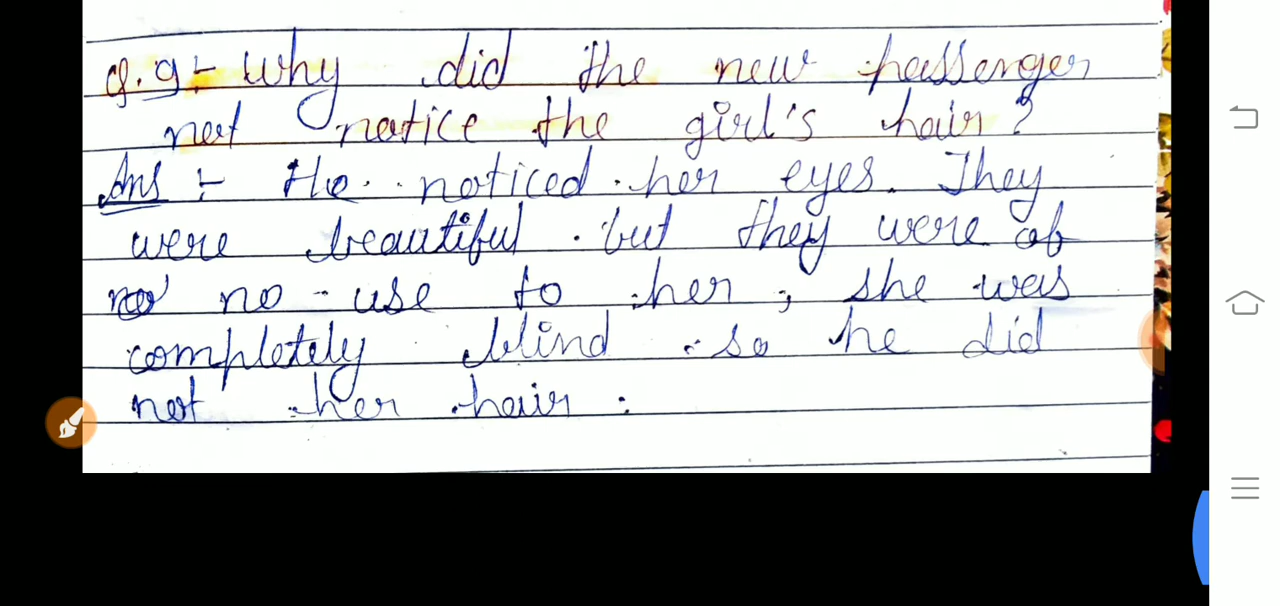 Q.9:- Why did the new passenger
not notice the girl's hair?
Ans :- He noticed her eyes. They
were beautiful but they were of
no use to her, she was
completely blind so he did
not her hair.